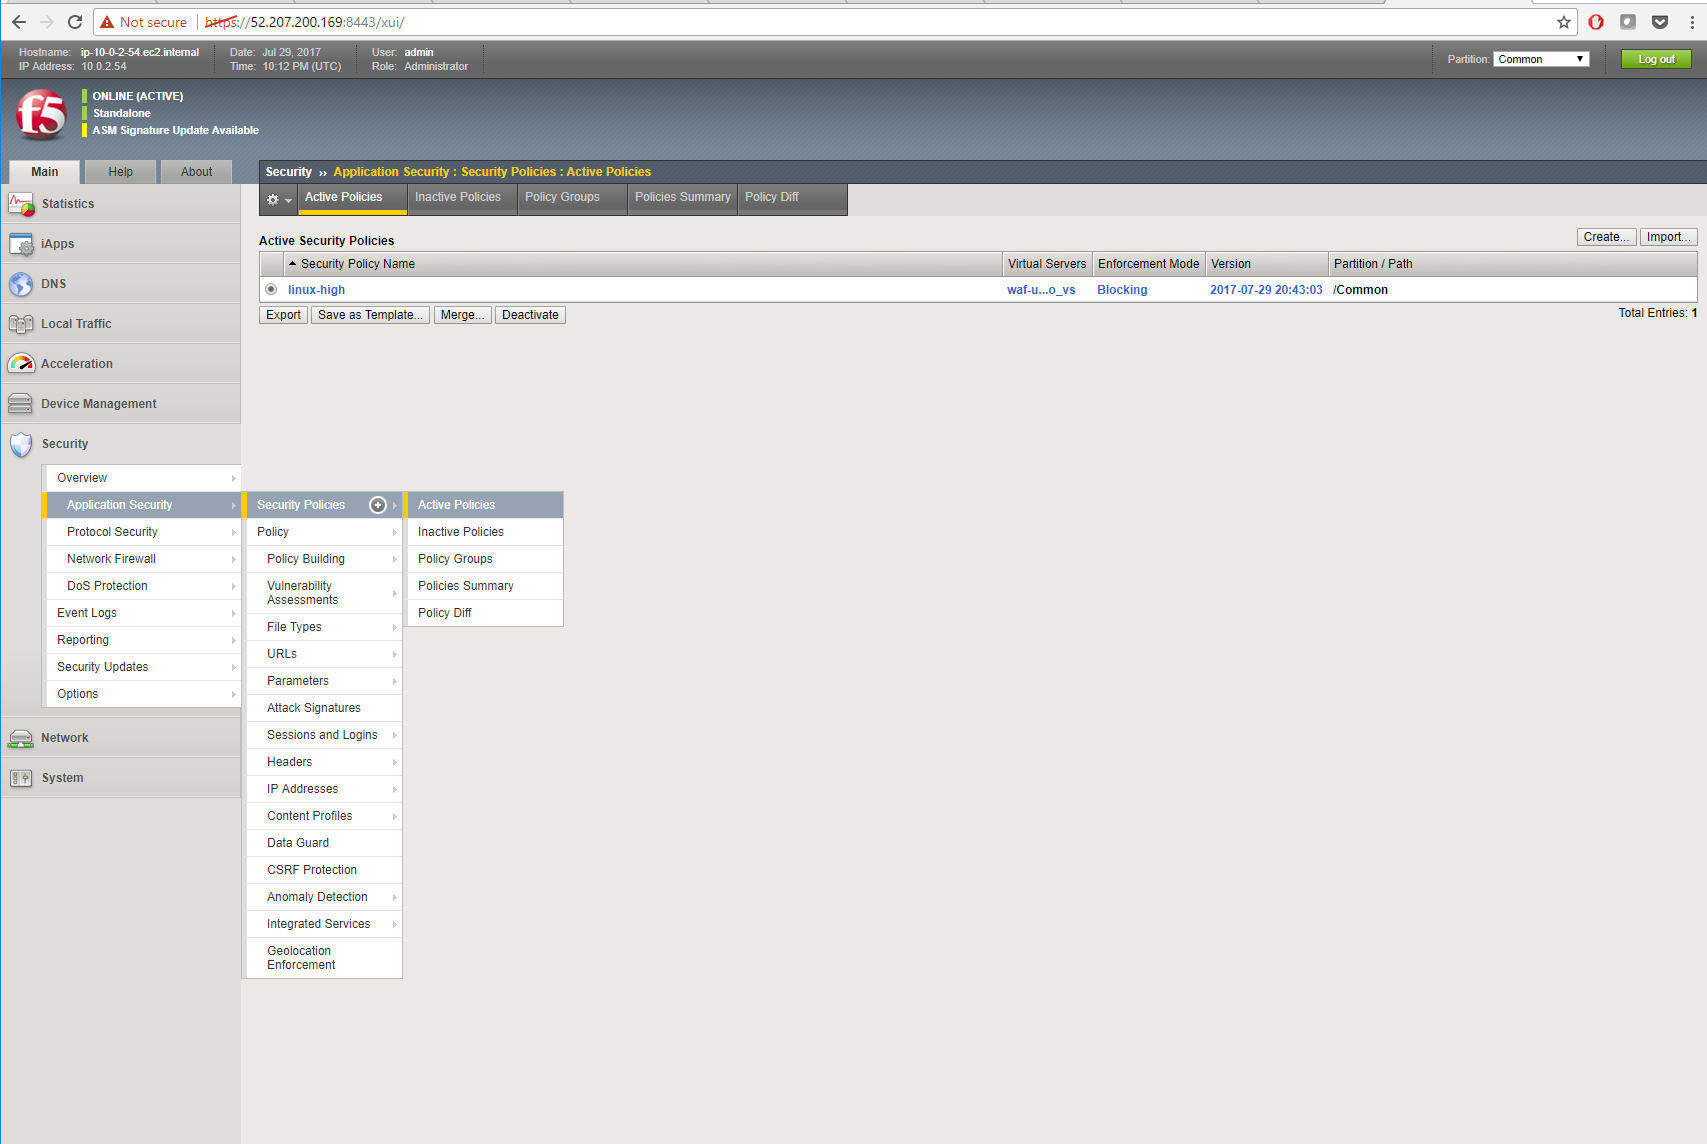 Not secure | https://52.207.200.169:8443/xui/
Hostname: ip-10-0-2-54.ec2.internal Date: Jul 29, 2017 User: admin
IP Address: 10.0.2.54 Time: 10:12 PM (UTC) Role: Administrator
Partition: Common Log out
f5
ONLINE (ACTIVE)
Standalone
ASM Signature Update Available
Main Help About
Security ›› Application Security : Security Policies : Active Policies
Active Policies Inactive Policies Policy Groups Policies Summary Policy Diff
Statistics
iApps
DNS
Local Traffic
Acceleration
Device Management
Security
Overview
Application Security
Protocol Security
Network Firewall
DoS Protection
Event Logs
Reporting
Security Updates
Options
Network
System
Security Policies
Policy
Policy Building
Vulnerability
Assessments
File Types
URLs
Parameters
Attack Signatures
Sessions and Logins
Headers
IP Addresses
Content Profiles
Data Guard
CSRF Protection
Anomaly Detection
Integrated Services
Geolocation
Enforcement
Active Policies
Inactive Policies
Policy Groups
Policies Summary
Policy Diff
Active Security Policies
Create... Import...
Security Policy Name Virtual Servers Enforcement Mode Version Partition / Path
linux-high waf-u...o_vs Blocking 2017-07-29 20:43:03 /Common
Export Save as Template... Merge... Deactivate
Total Entries: 1